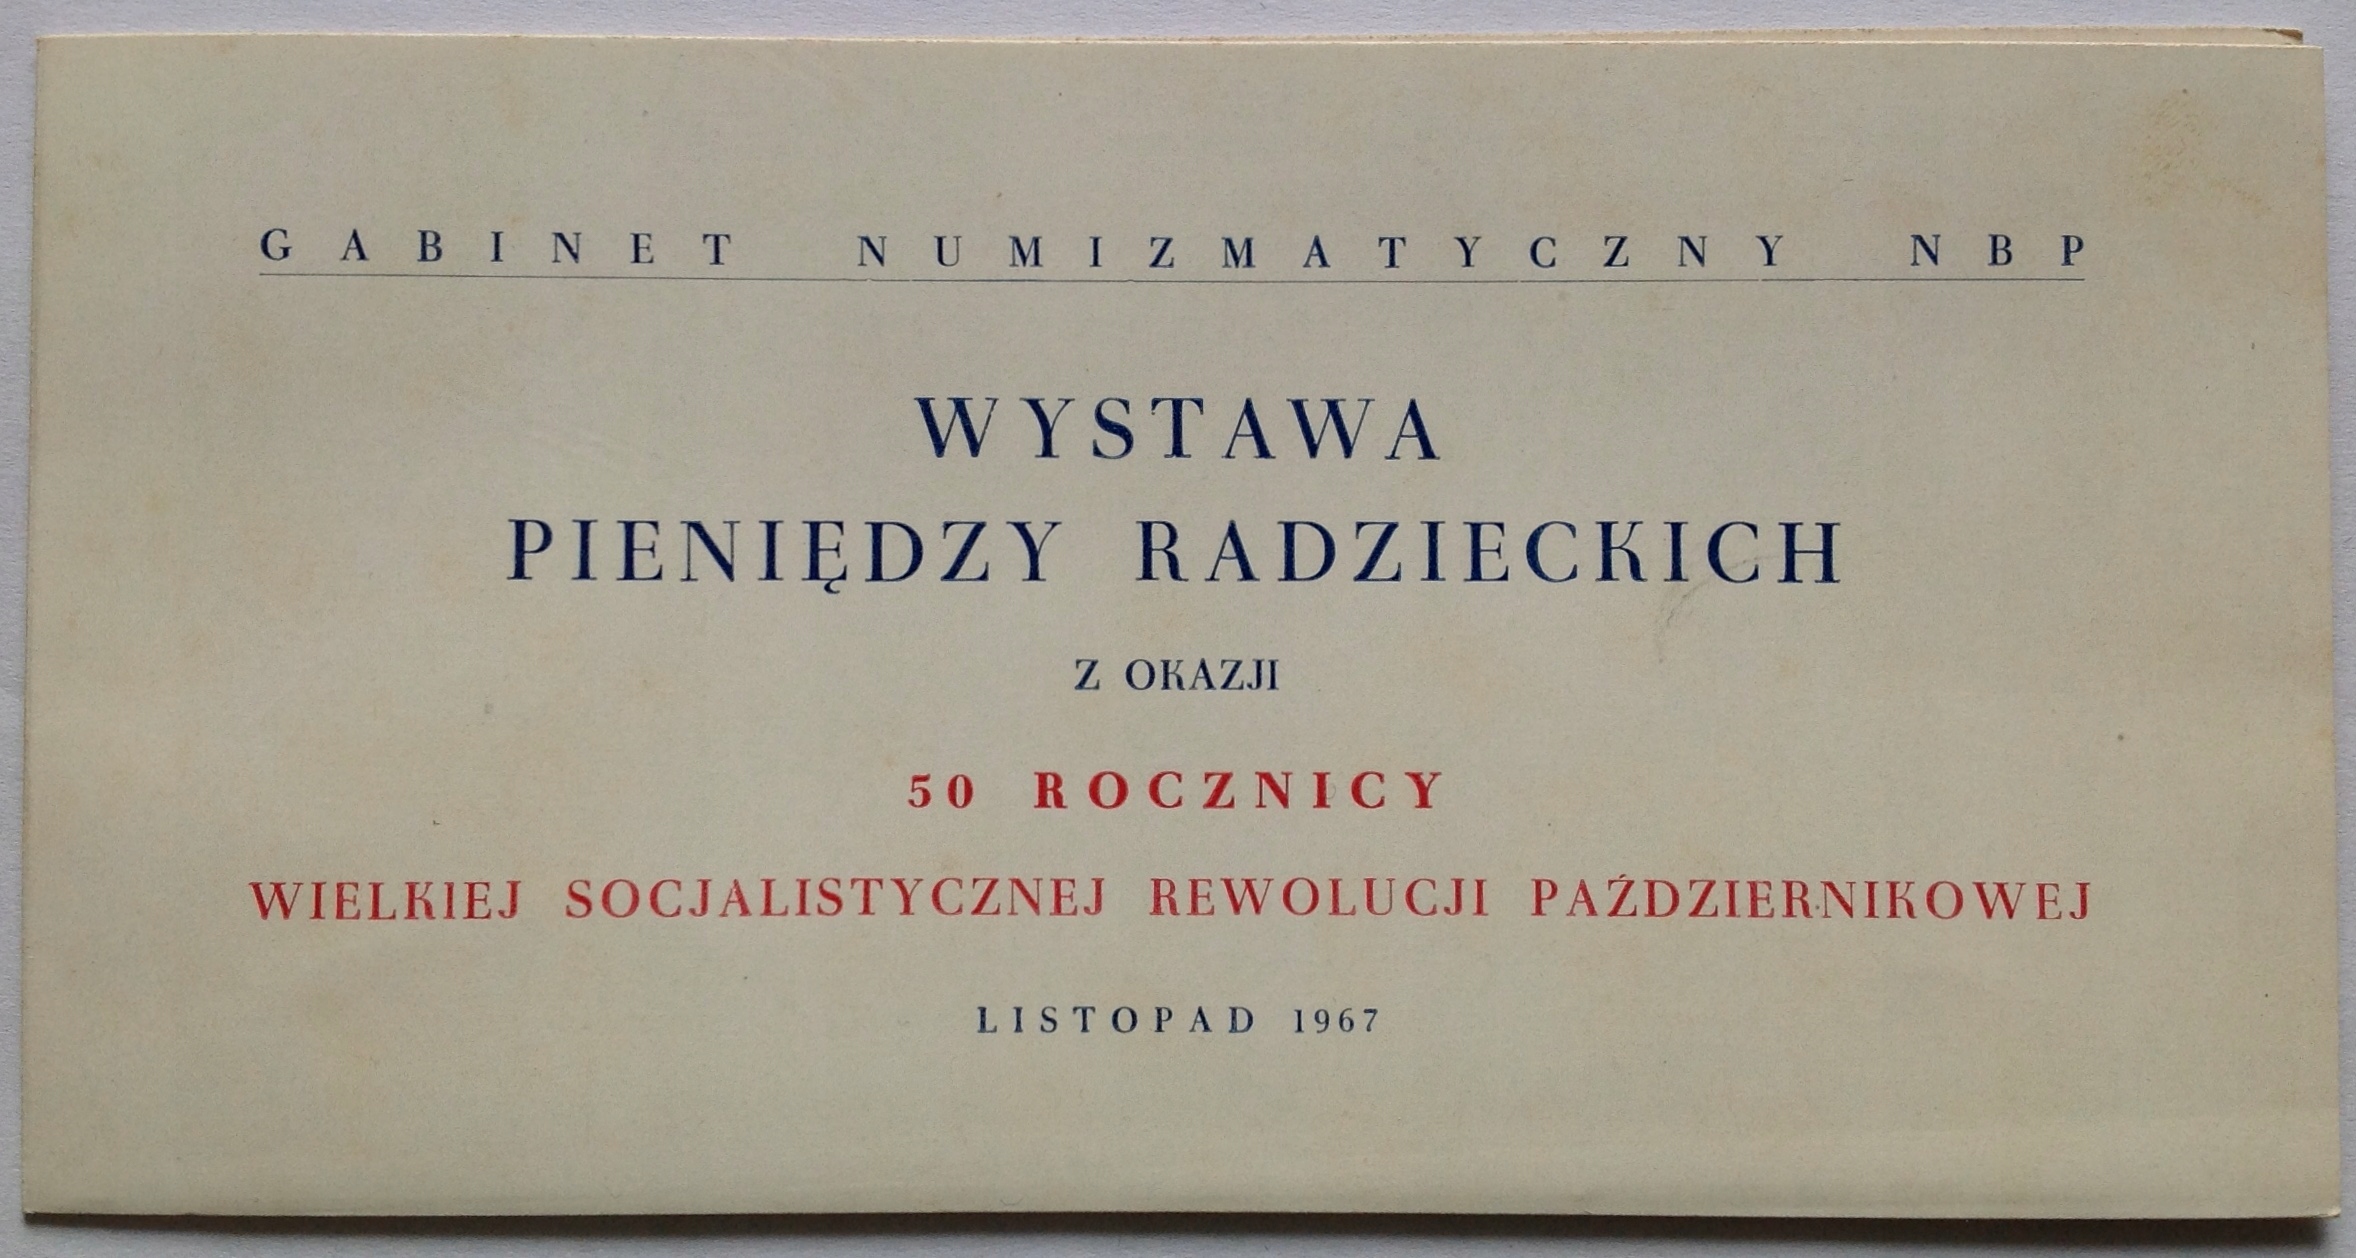 GABINET NUMIZMATYCZNY NBP
WYSTAWA
PIENIĘDZY RADZIECKICH
Z OKAZJI
50 ROCZNICY
WIELKIEJ SOCJALISTYCZNEJ REWOLUCJI PAŹDZIERNIKOWEJ
LISTOPAD 1967